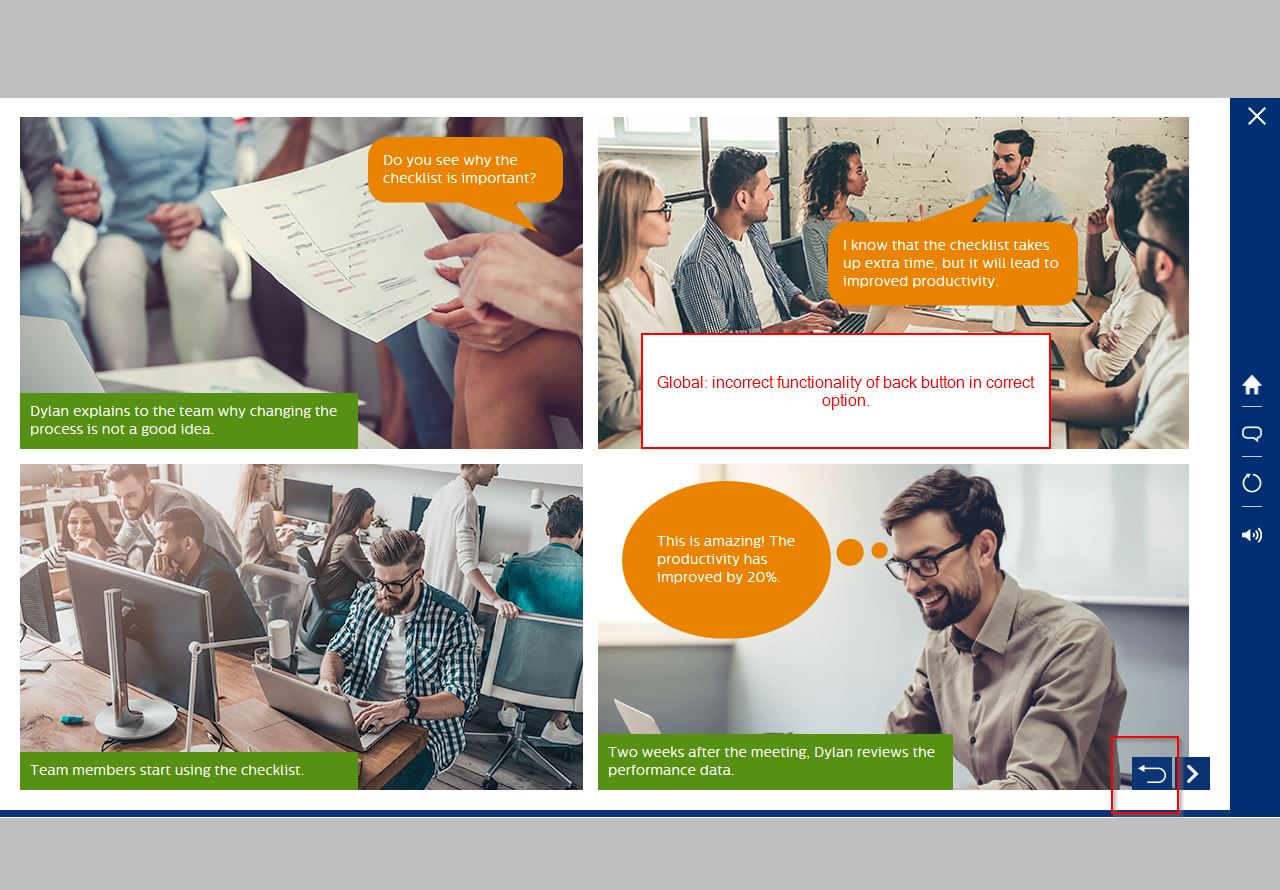 Do you see why the
checklist is important?
Dylan explains to the team why changing the
process is not a good idea.
I know that the checklist takes
up extra time, but it will lead to
improved productivity.
Global: incorrect functionality of back button in correct
option.
Team members start using the checklist.
This is amazing! The
productivity has
improved by 20%.
Two weeks after the meeting, Dylan reviews the
performance data.